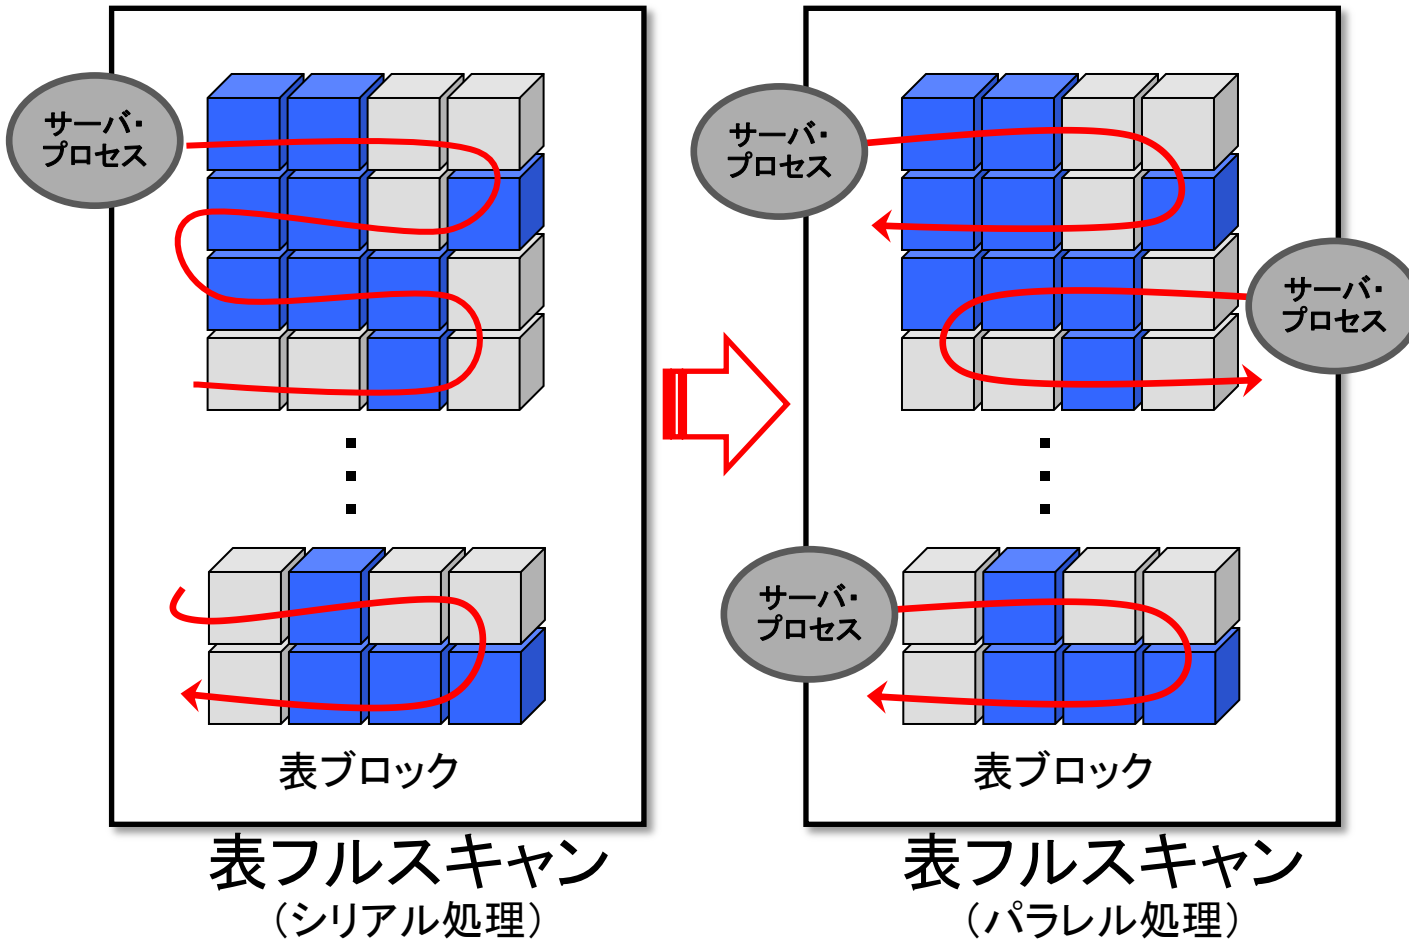 サーバ・
プロセス
表ブロック
表フルスキャン
(シリアル処理)
サーバ・
プロセス
サーバ・
プロセス
サーバ・
プロセス
表ブロック
表フルスキャン
(パラレル処理)